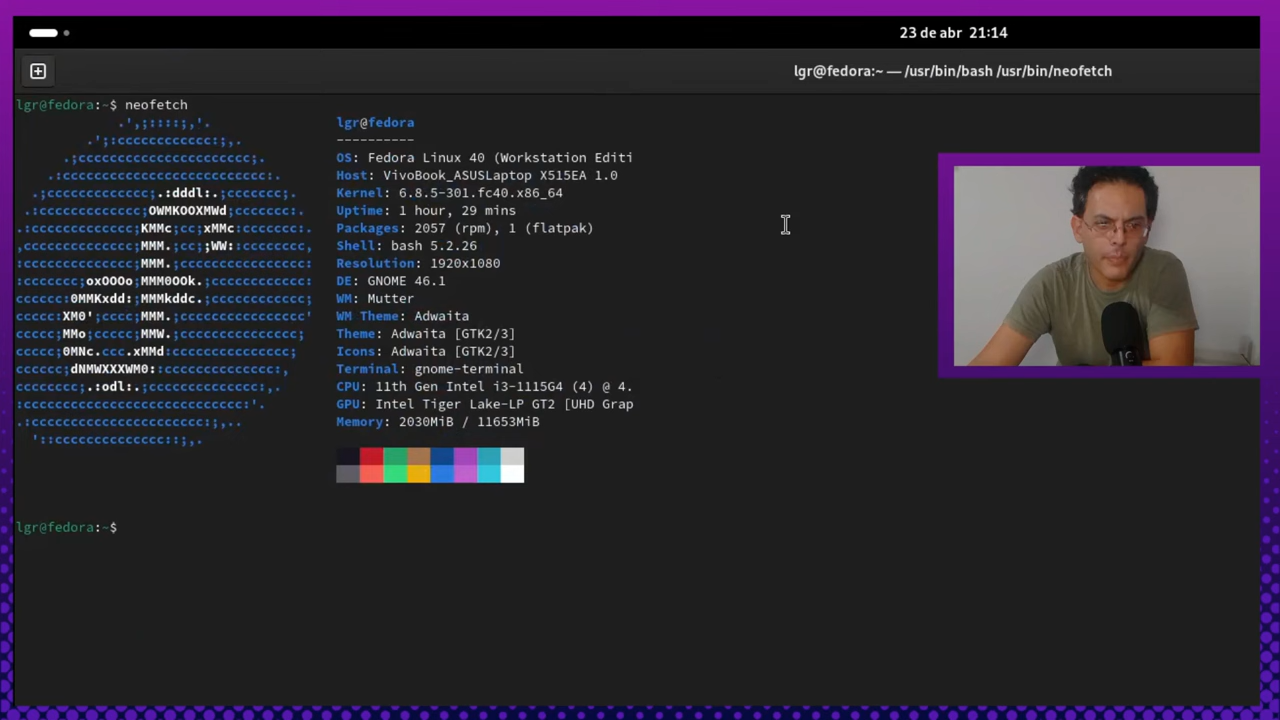 23 de abr 21:14
lgr@fedora:~ — /usr/bin/bash /usr/bin/neofetch
lgr@fedora:~$ neofetch
lgr@fedora
----------
OS: Fedora Linux 40 (Workstation Editi
Host: VivoBook_ASUSLaptop X515EA 1.0
Kernel: 6.8.5-301.fc40.x86_64
Uptime: 1 hour, 29 mins
Packages: 2057 (rpm), 1 (flatpak)
Shell: bash 5.2.26
Resolution: 1920x1080
DE: GNOME 46.1
WM: Mutter
WM Theme: Adwaita
Theme: Adwaita [GTK2/3]
Icons: Adwaita [GTK2/3]
Terminal: gnome-terminal
CPU: 11th Gen Intel i3-1115G4 (4) @ 4.
GPU: Intel Tiger Lake-LP GT2 [UHD Grap
Memory: 2030MiB / 11653MiB
lgr@fedora:~$